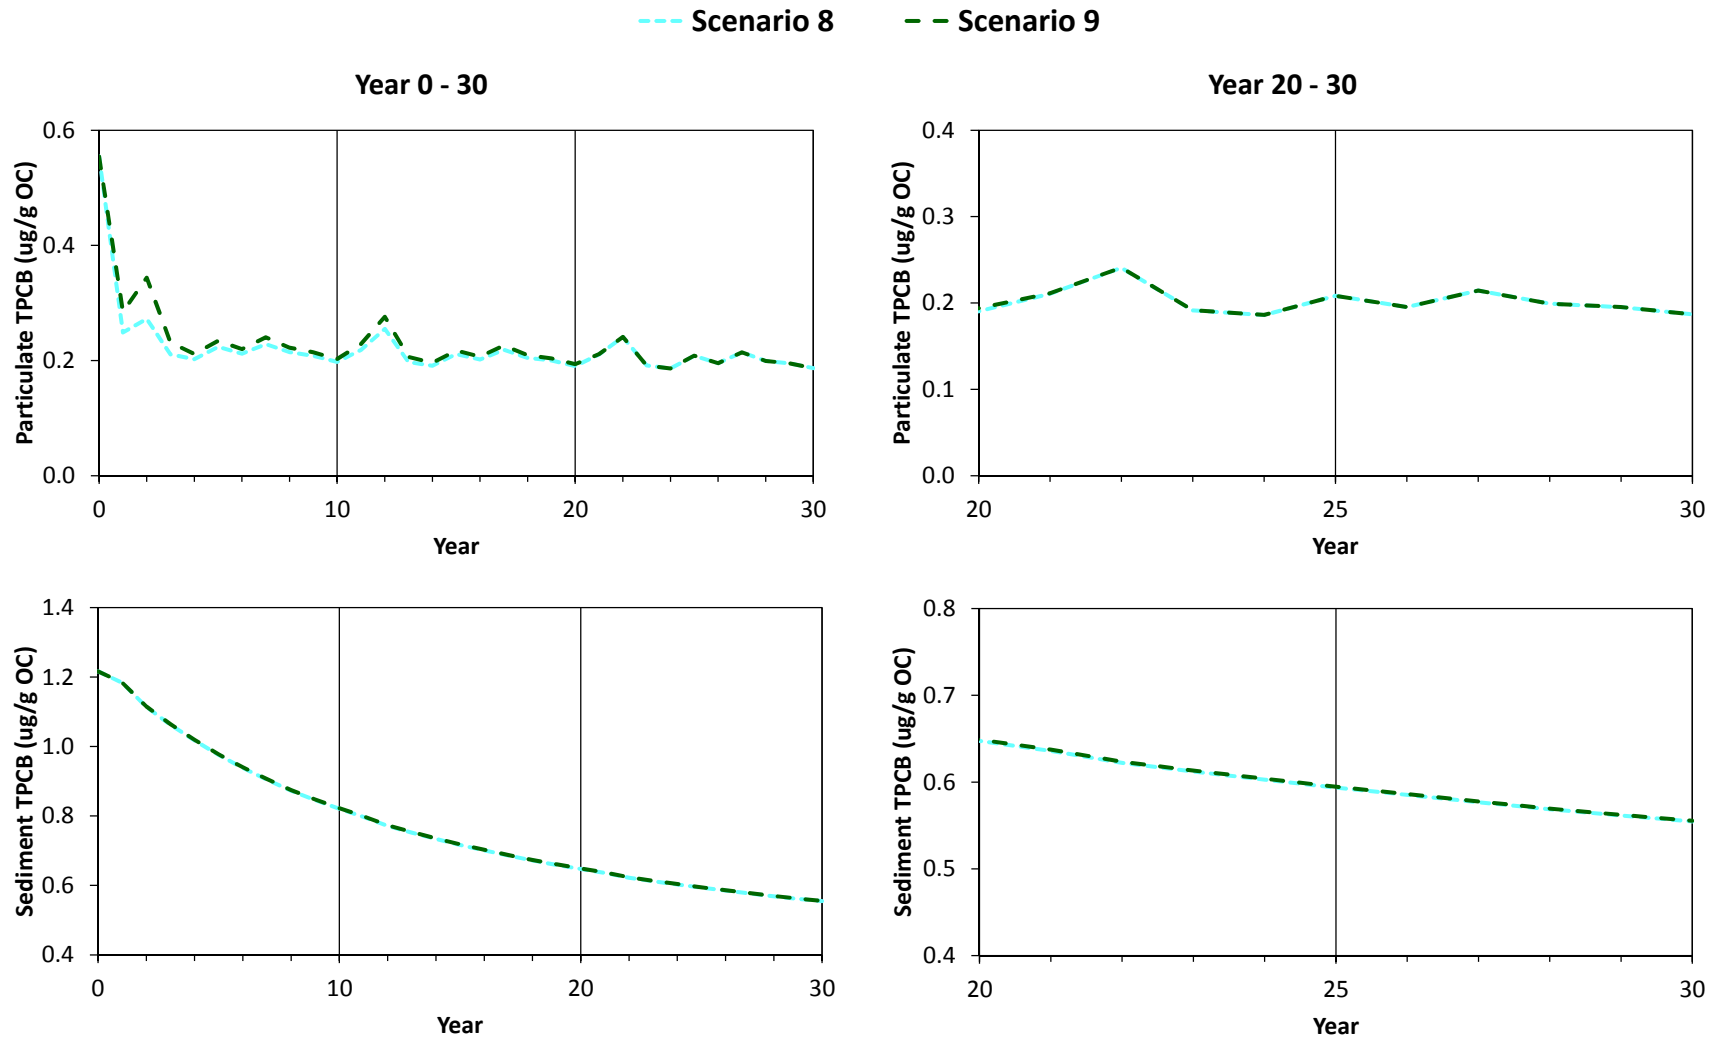 Scenario 8 Scenario 9
Year 0 - 30
Particulate TPCB (ug/g OC)
0.6
0.4
0.2
0.0
0 10 20 30
Year
Year 20 - 30
Particulate TPCB (ug/g OC)
0.4
0.3
0.2
0.1
0.0
20 25 30
Year
Sediment TPCB (ug/g OC)
1.4
1.2
1.0
0.8
0.6
0.4
0 10 20 30
Year
Sediment TPCB (ug/g OC)
0.8
0.7
0.6
0.5
0.4
20 25 30
Year